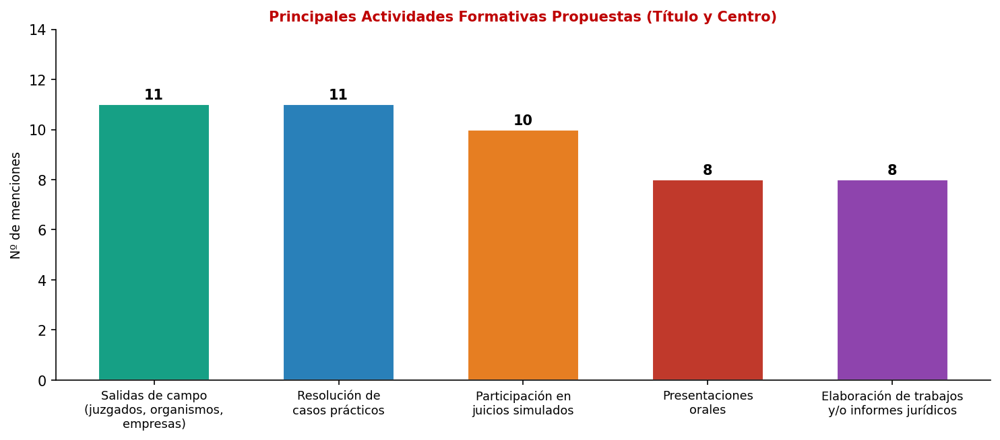 Principales Actividades Formativas Propuestas (Título y Centro)
Nº de menciones
14
12
10
8
6
4
2
0
11
11
10
8
8
Salidas de campo
(juzgados, organismos,
empresas)
Resolución de
casos prácticos
Participación en
juicios simulados
Presentaciones
orales
Elaboración de trabajos
y/o informes jurídicos